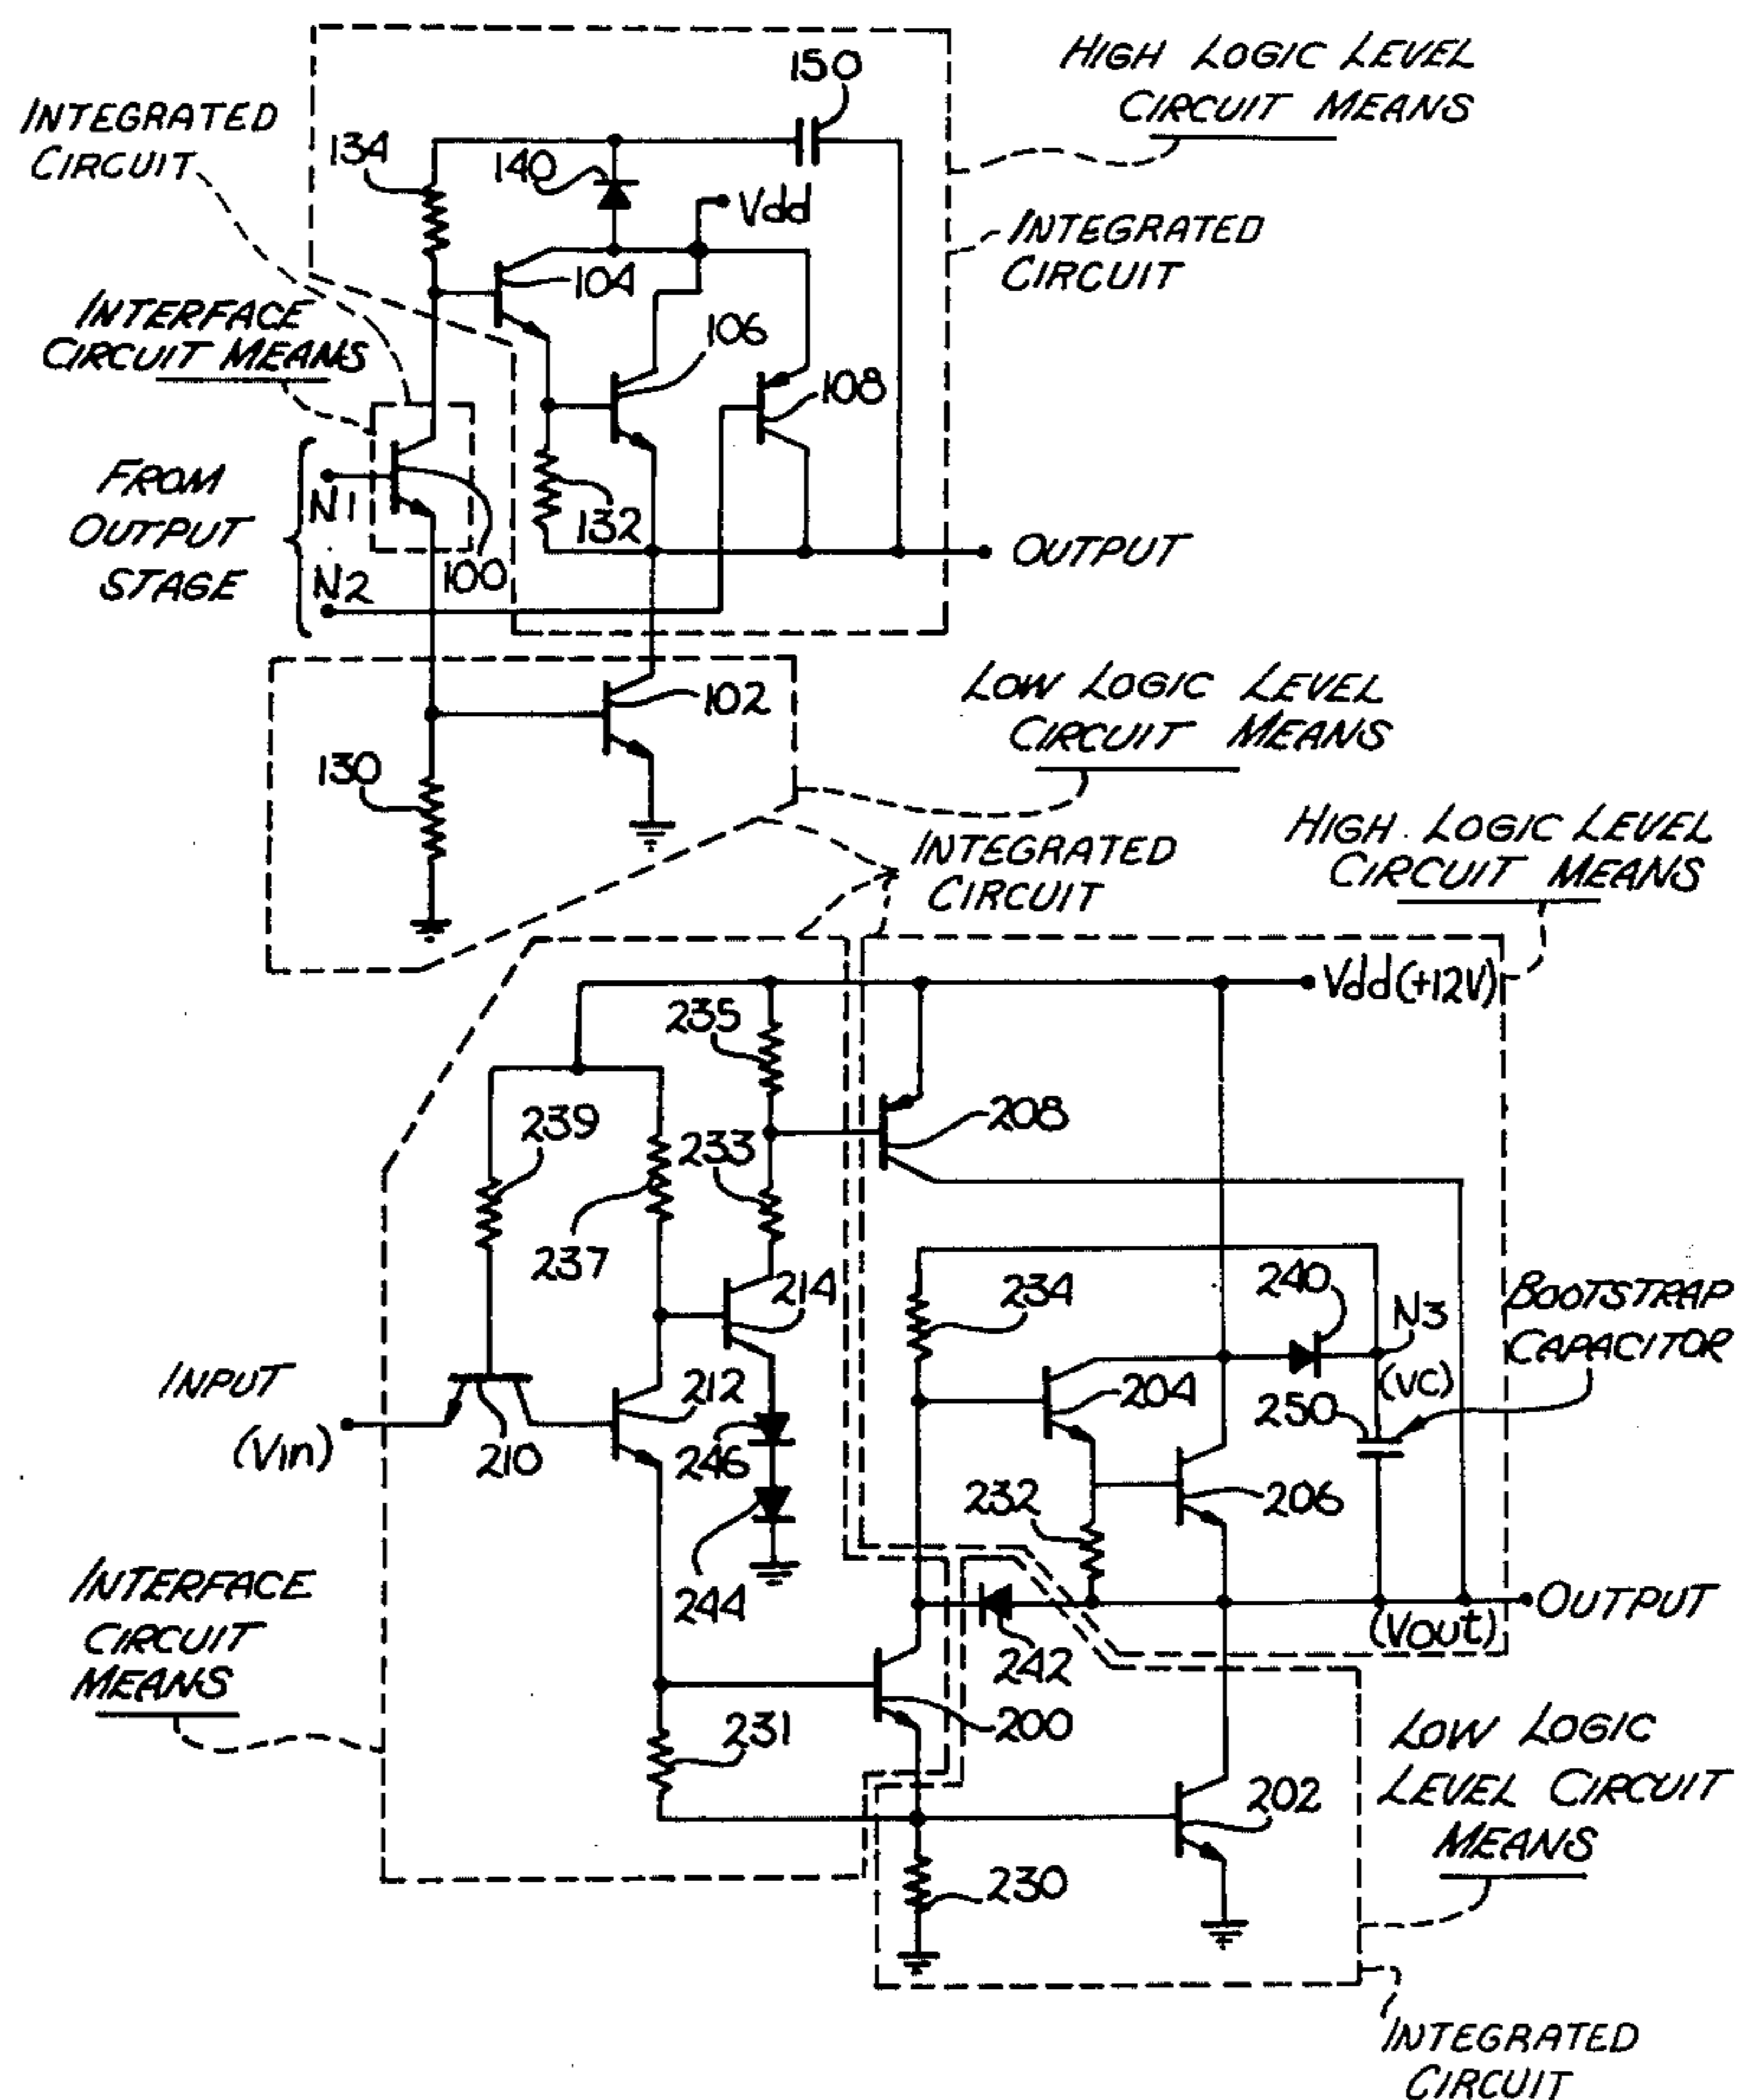 HIGH LOGIC LEVEL
CIRCUIT MEANS
150
INTEGRATED
CIRCUIT
134
140
Vdd
INTEGRATED
CIRCUIT
104
INTERFACE
CIRCUIT MEANS
106
108
FROM
OUTPUT
STAGE
N1
132
OUTPUT
N2
100
LOW LOGIC LEVEL
CIRCUIT MEANS
102
130
HIGH LOGIC LEVEL
CIRCUIT MEANS
INTEGRATED
CIRCUIT
Vdd (+12V)
235
239
233
208
237
214
234
240
N3
BOOTSTRAP
CAPACITOR
INPUT
(Vin)
210
212
204
(VC)
250
246
232
206
244
INTERFACE
CIRCUIT
MEANS
OUTPUT
(Vout)
242
231
200
LOW LOGIC
LEVEL CIRCUIT
MEANS
202
230
INTEGRATED
CIRCUIT